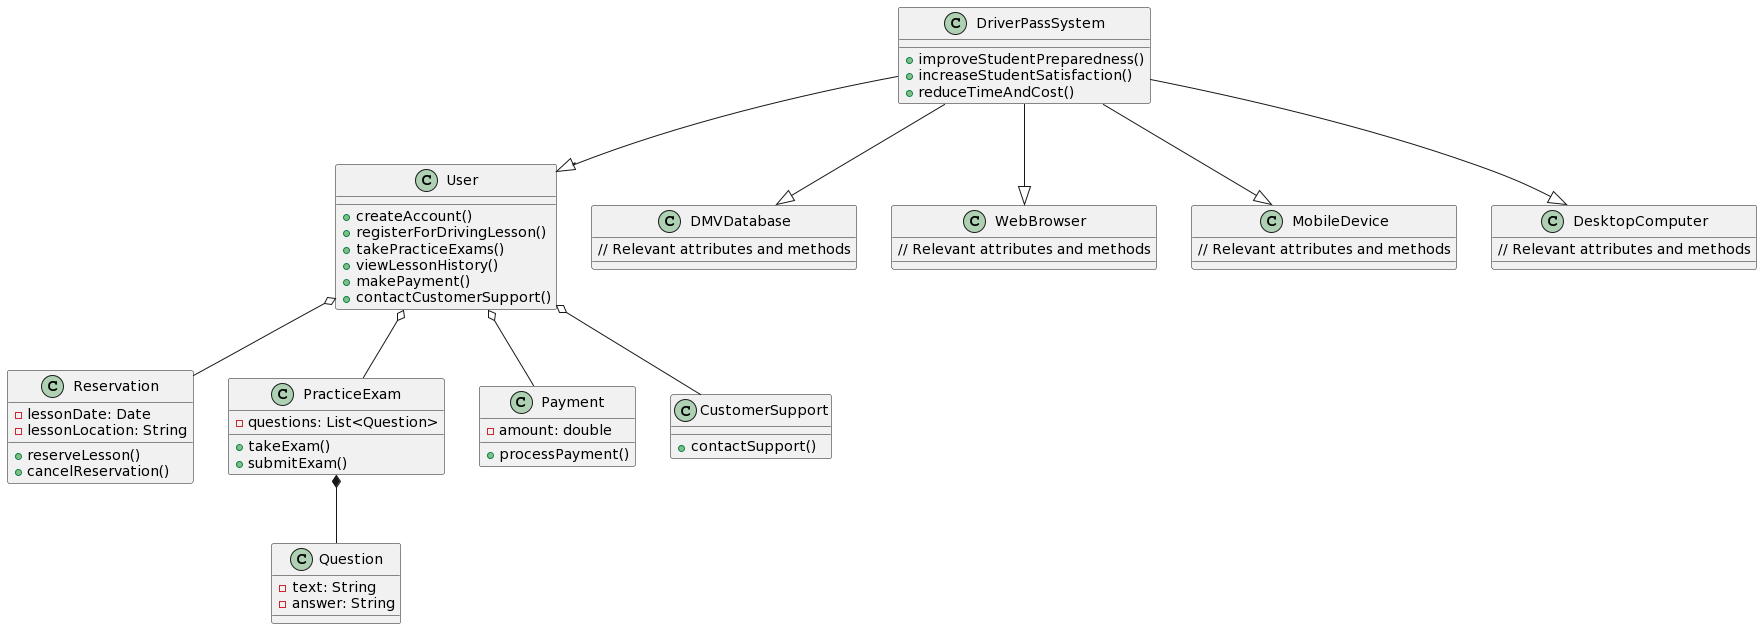 C DriverPassSystem
improveStudentPreparedness()
increaseStudentSatisfaction()
reduceTimeAndCost()
C User
createAccount()
registerForDrivingLesson()
takePracticeExams()
viewLessonHistory()
makePayment()
contactCustomerSupport()
C DMVDatabase
// Relevant attributes and methods
C WebBrowser
// Relevant attributes and methods
C MobileDevice
// Relevant attributes and methods
C DesktopComputer
// Relevant attributes and methods
C Reservation
lessonDate: Date
lessonLocation: String
reserveLesson()
cancelReservation()
C PracticeExam
questions: List<Question>
takeExam()
submitExam()
C Payment
amount: double
processPayment()
C CustomerSupport
contactSupport()
C Question
text: String
answer: String